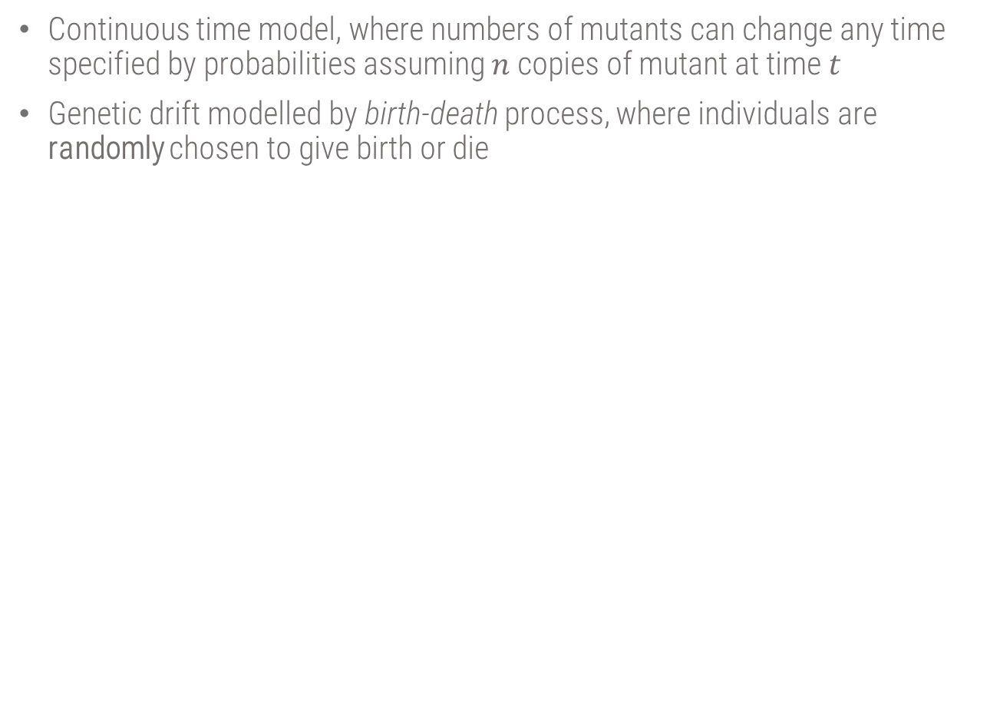 • Continuous time model, where numbers of mutants can change any time
specified by probabilities assuming n copies of mutant at time t
• Genetic drift modelled by birth-death process, where individuals are
randomly chosen to give birth or die